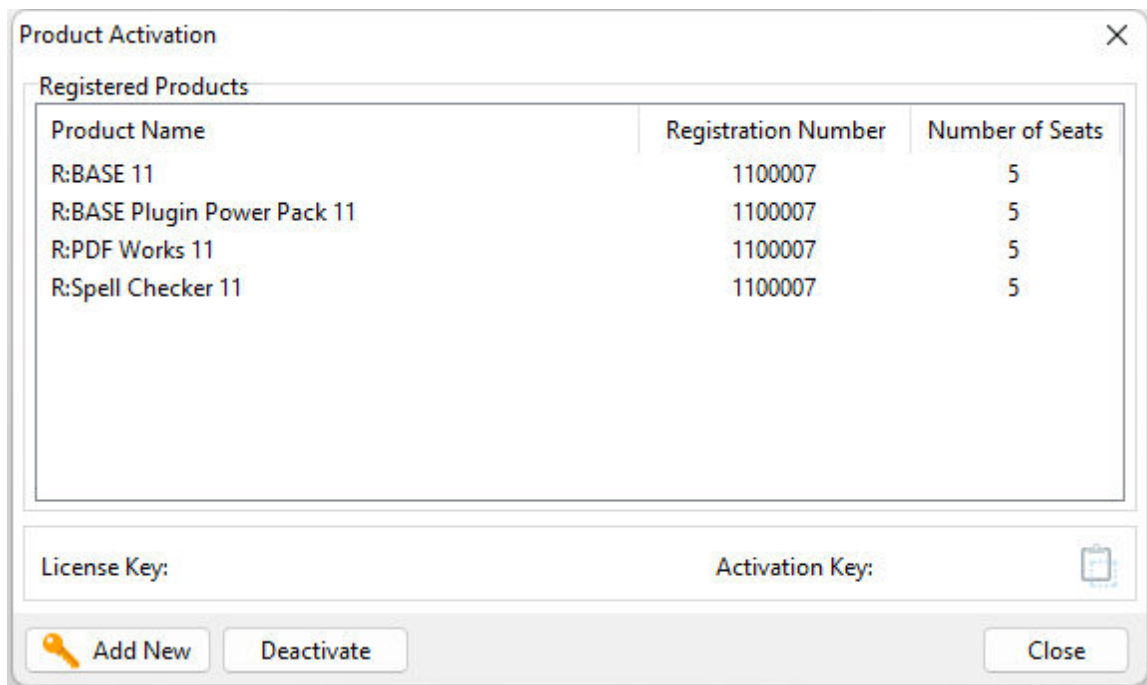 Product Activation
Registered Products
Product Name Registration Number Number of Seats
R:BASE 11 1100007 5
R:BASE Plugin Power Pack 11 1100007 5
R:PDF Works 11 1100007 5
R:Spell Checker 11 1100007 5
License Key: Activation Key:
Add New Deactivate Close